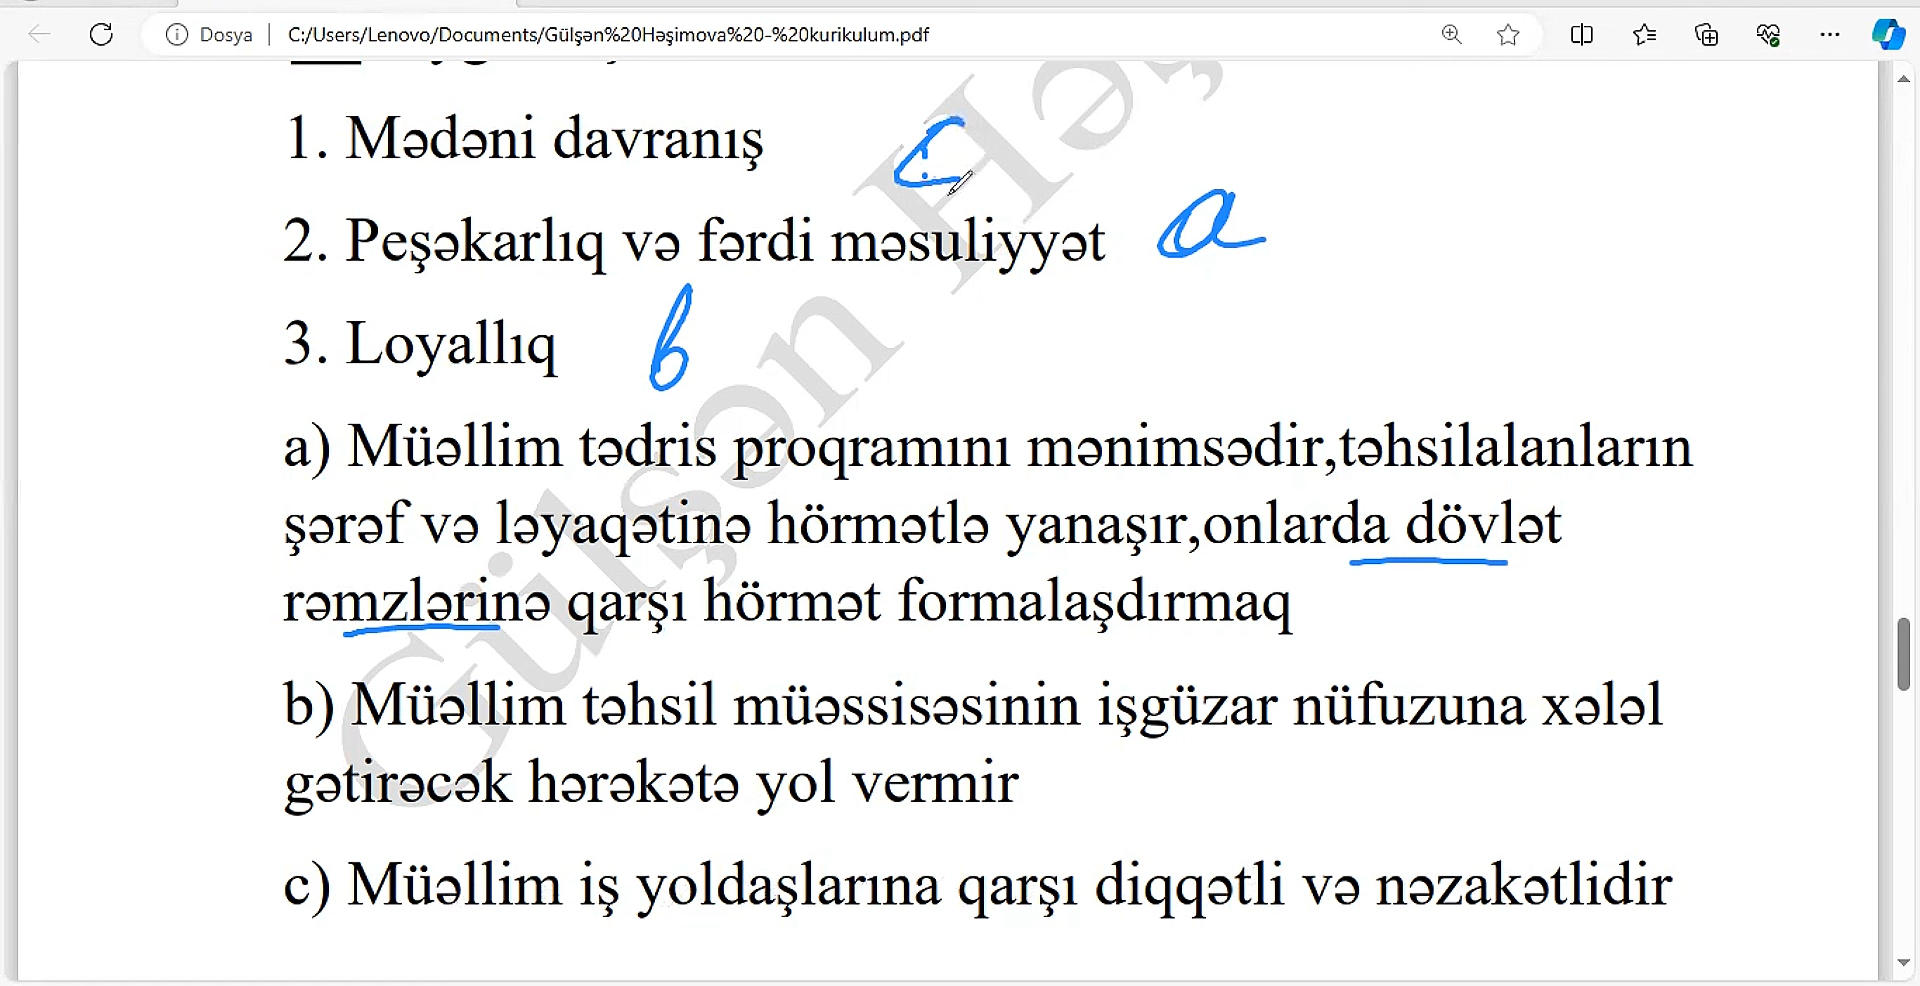 Dosya C:/Users/Lenovo/Documents/Gülşən%20Həşimova%20-%20kurikulum.pdf
1. Mədəni davranış c
2. Peşəkarlıq və fərdi məsuliyyət a
3. Loyallıq b
a) Müəllim tədris proqramını mənimsədir,təhsilalanların
şərəf və ləyaqətinə hörmətlə yanaşır,onlarda dövlət
rəmzlərinə qarşı hörmət formalaşdırmaq
b) Müəllim təhsil müəssisəsinin işgüzar nüfuzuna xələl
gətirəcək hərəkətə yol vermir
c) Müəllim iş yoldaşlarına qarşı diqqətli və nəzakətlidir
Gülşən Həş